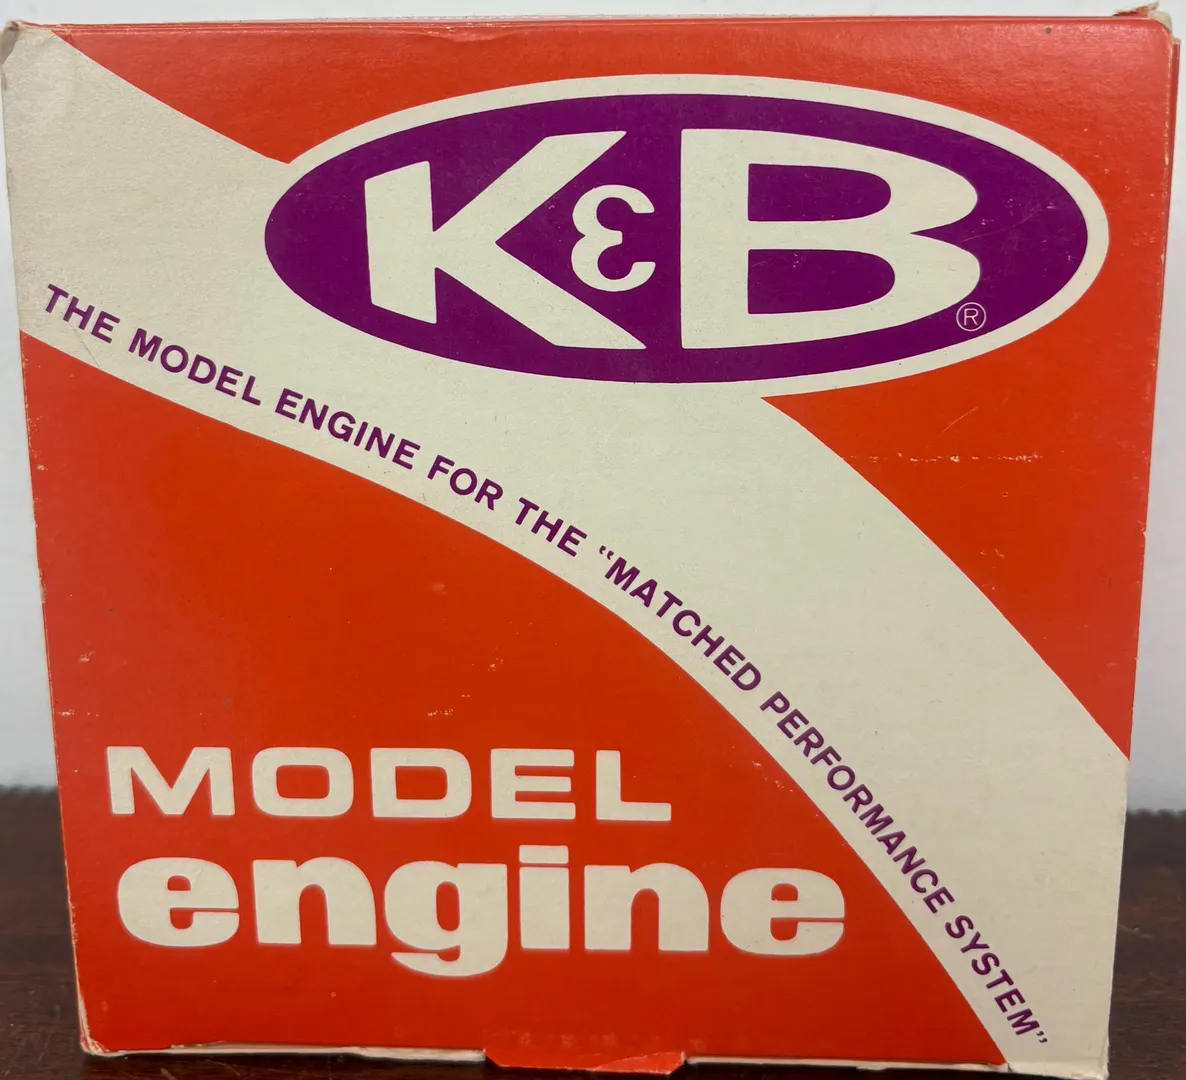 K&B
®
THE MODEL ENGINE FOR THE "MATCHED PERFORMANCE SYSTEM"
MODEL
engine